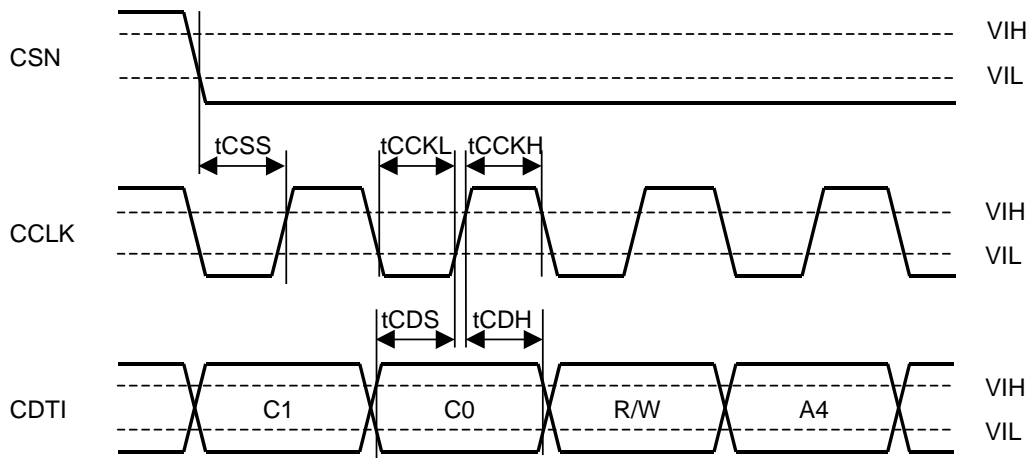 CSN
VIH
VIL
tCSS
tCCKL
tCCKH
CCLK
VIH
VIL
tCDS
tCDH
CDTI
C1
C0
R/W
A4
VIH
VIL